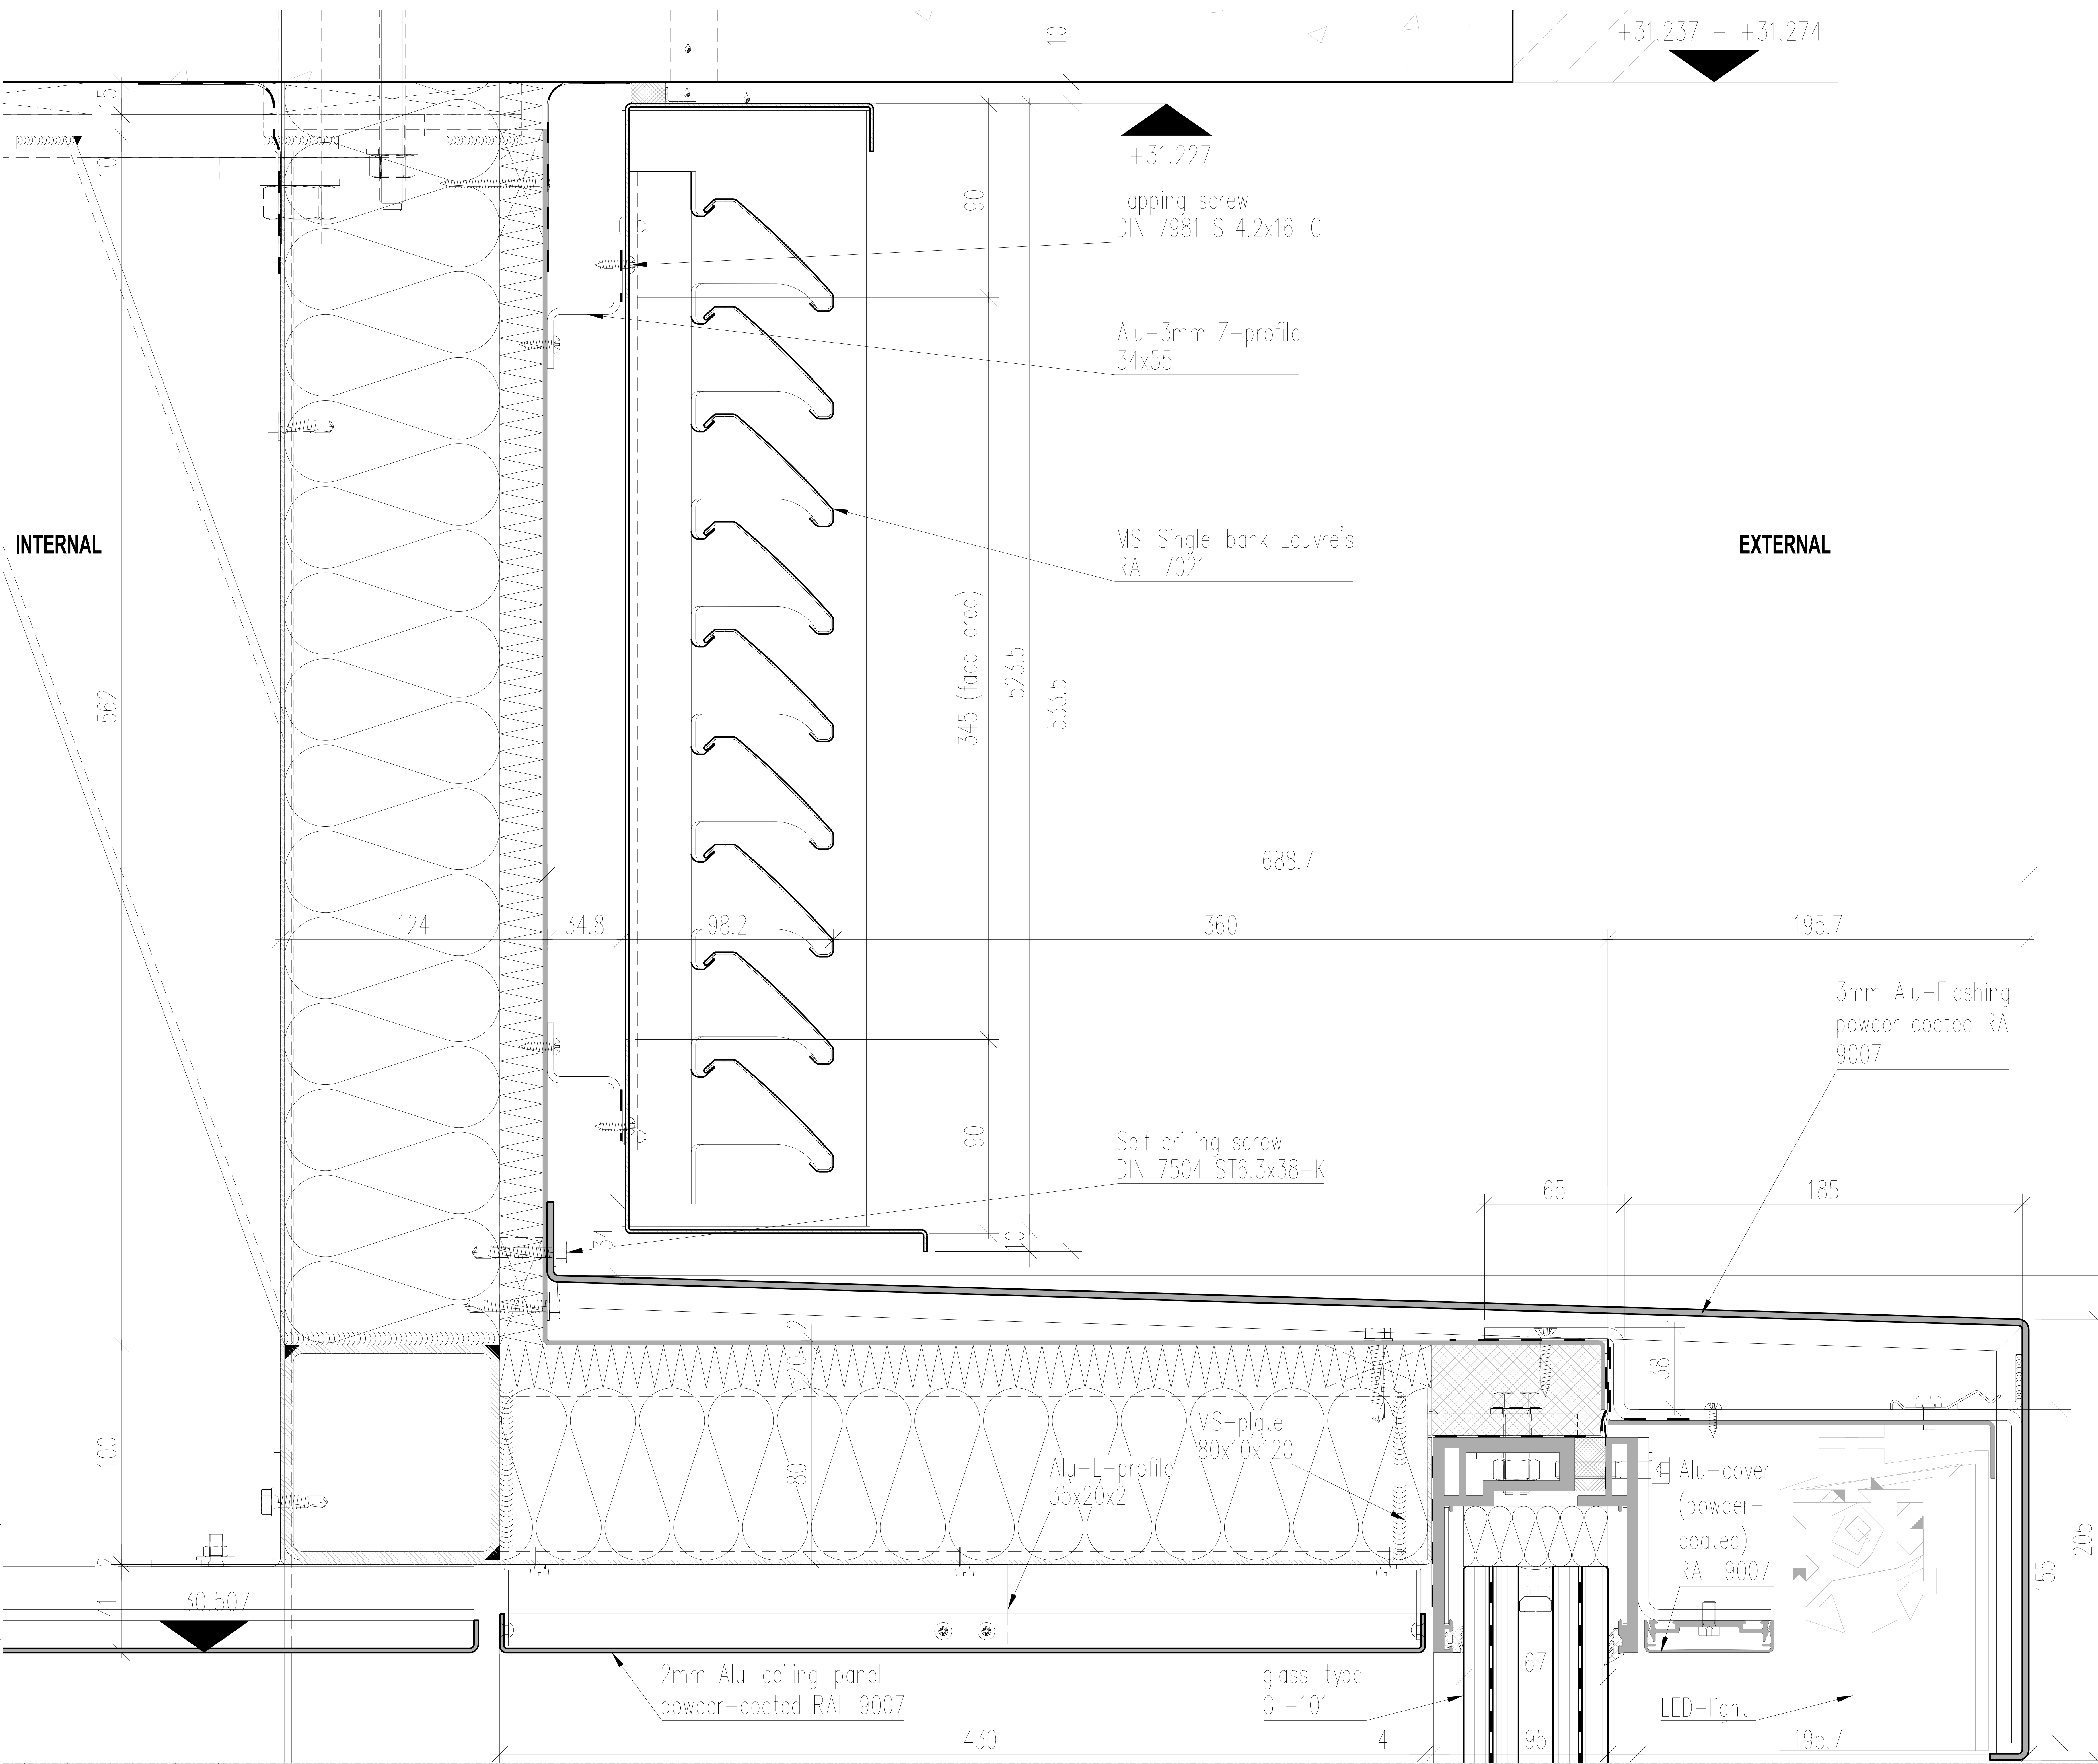 +31.237 - +31.274
10
15
10
+31.227
90
Tapping screw
DIN 7981 ST4.2x16-C-H
Alu-3mm Z-profile
34x55
INTERNAL
EXTERNAL
MS-Single-bank Louvre's
RAL 7021
562
345 (face-area)
523.5
533.5
688.7
124
34.8
98.2
360
195.7
3mm Alu-Flashing
powder coated RAL
9007
90
Self drilling screw
DIN 7504 ST6.3x38-K
65
185
34
10
2
20
38
100
80
MS-plate
80x10x120
Alu-L-profile
35x20x2
Alu-cover
(powder-
coated)
RAL 9007
205
155
2
41
+30.507
2mm Alu-ceiling-panel
powder-coated RAL 9007
glass-type
GL-101
67
LED-light
430
4
95
195.7